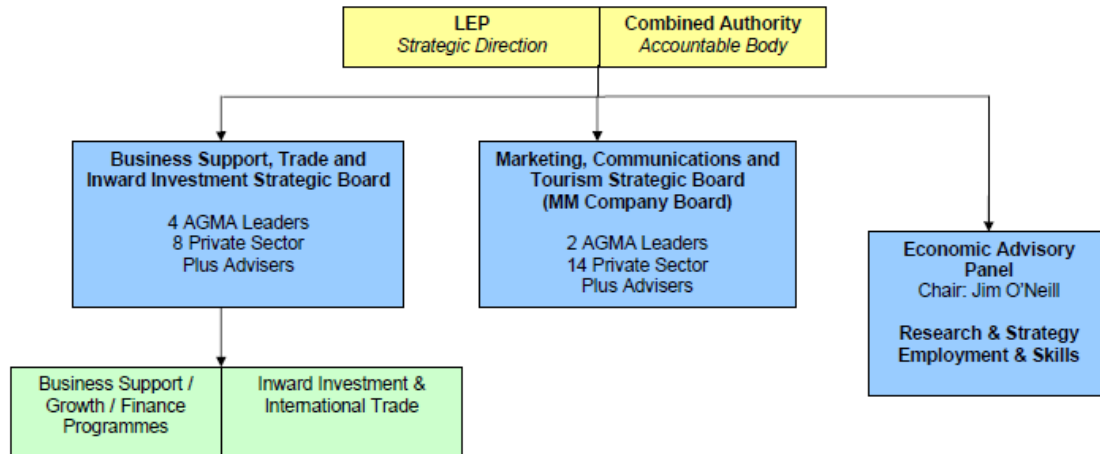 LEP
Strategic Direction
Combined Authority
Accountable Body
Business Support, Trade and
Inward Investment Strategic Board
4 AGMA Leaders
8 Private Sector
Plus Advisers
Marketing, Communications and
Tourism Strategic Board
(MM Company Board)
2 AGMA Leaders
14 Private Sector
Plus Advisers
Economic Advisory
Panel
Chair: Jim O'Neill
Research & Strategy
Employment & Skills
Business Support /
Growth / Finance
Programmes
Inward Investment &
International Trade